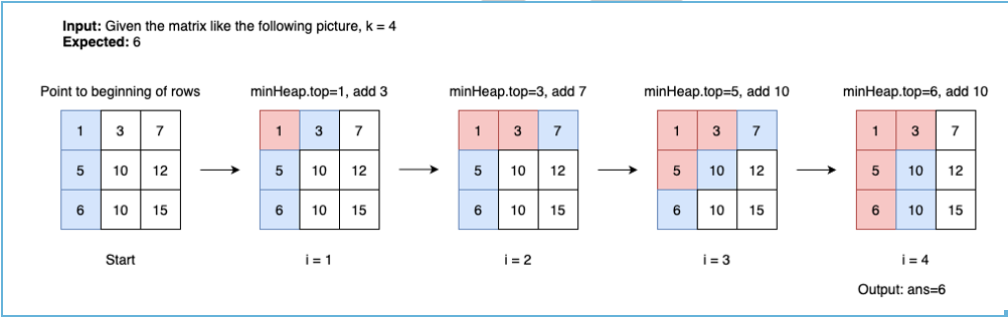 Input: Given the matrix like the following picture, k = 4
Expected: 6
Point to beginning of rows
minHeap.top=1, add 3
minHeap.top=3, add 7
minHeap.top=5, add 10
minHeap.top=6, add 10
1 3 7
1 3 7
1 3 7
1 3 7
1 3 7
5 10 12
5 10 12
5 10 12
5 10 12
5 10 12
6 10 15
6 10 15
6 10 15
6 10 15
6 10 15
Start
i = 1
i = 2
i = 3
i = 4
Output: ans=6